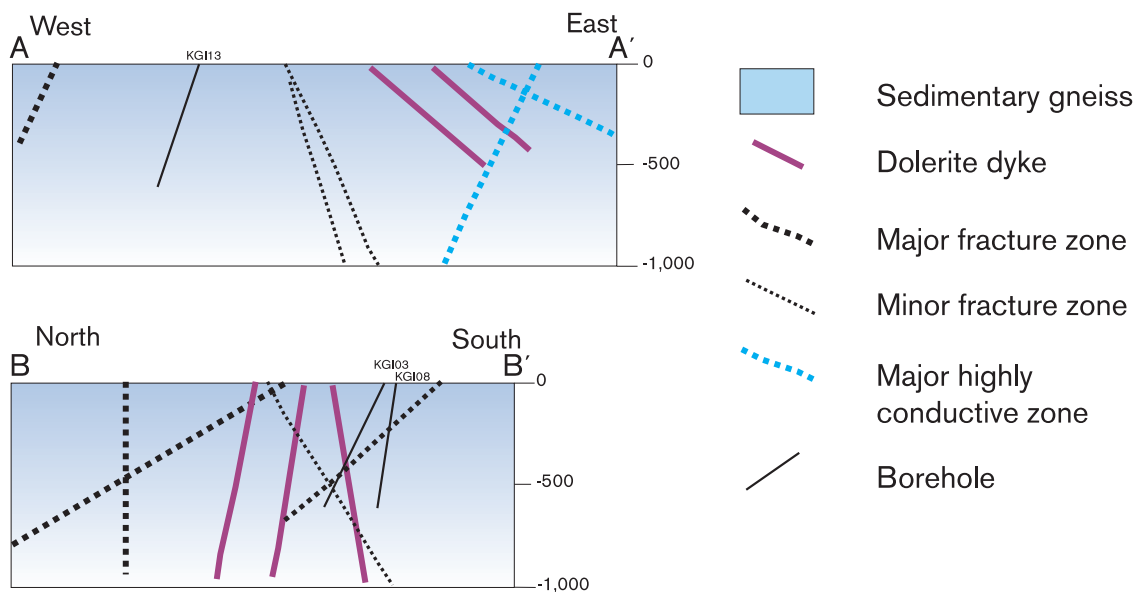 West
East
A
KGI13
A′
0
-500
-1,000
North
South
B
KGI03
KGI08
B′
0
-500
-1,000
Sedimentary gneiss
Dolerite dyke
Major fracture zone
Minor fracture zone
Major highly
conductive zone
Borehole